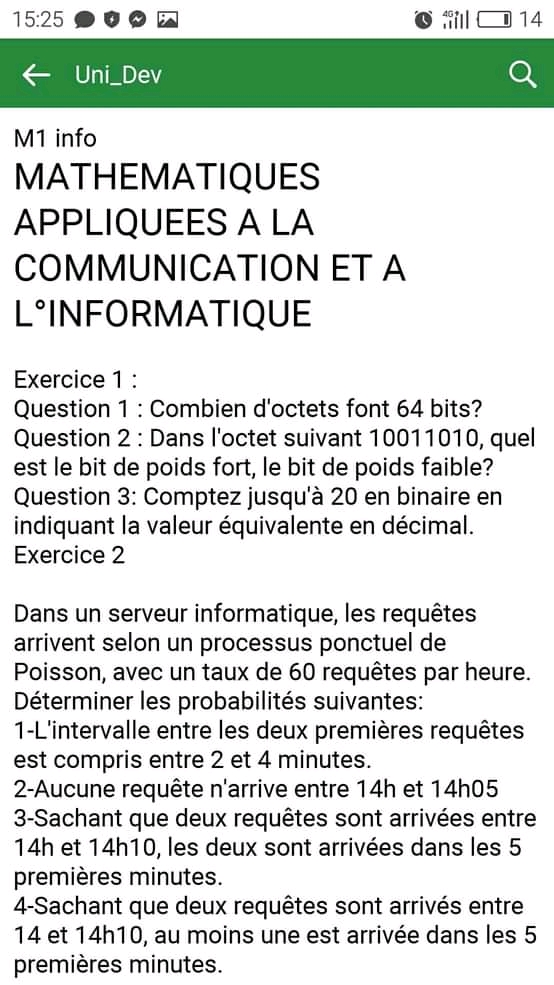 15:25 4G 14
Uni_Dev
M1 info
MATHEMATIQUES
APPLIQUEES A LA
COMMUNICATION ET A
L°INFORMATIQUE
Exercice 1 :
Question 1 : Combien d'octets font 64 bits?
Question 2 : Dans l'octet suivant 10011010, quel
est le bit de poids fort, le bit de poids faible?
Question 3: Comptez jusqu'à 20 en binaire en
indiquant la valeur équivalente en décimal.
Exercice 2
Dans un serveur informatique, les requêtes
arrivent selon un processus ponctuel de
Poisson, avec un taux de 60 requêtes par heure.
Déterminer les probabilités suivantes:
1-L'intervalle entre les deux premières requêtes
est compris entre 2 et 4 minutes.
2-Aucune requête n'arrive entre 14h et 14h05
3-Sachant que deux requêtes sont arrivées entre
14h et 14h10, les deux sont arrivées dans les 5
premières minutes.
4-Sachant que deux requêtes sont arrivés entre
14 et 14h10, au moins une est arrivée dans les 5
premières minutes.